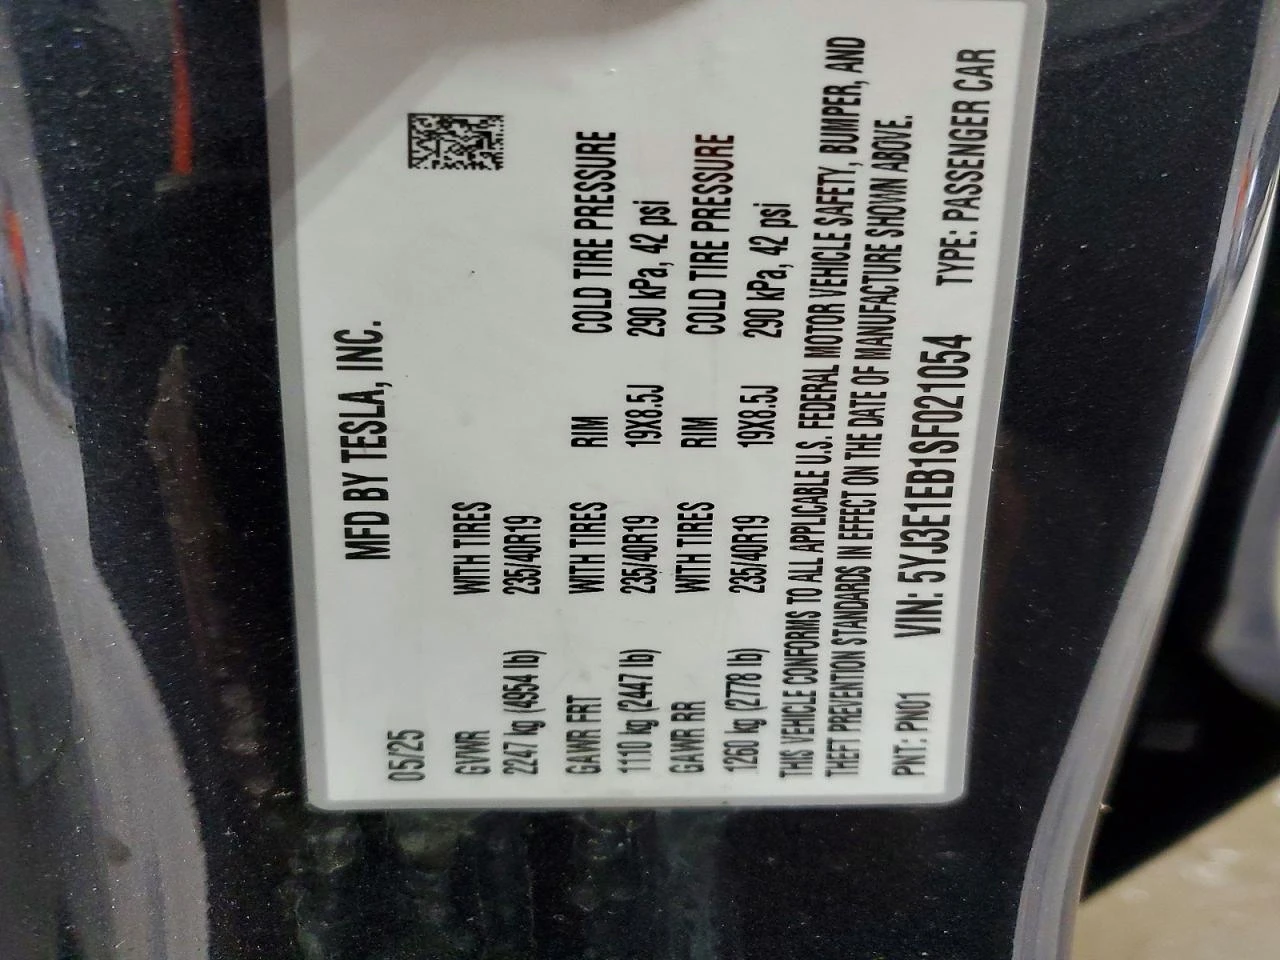 MFD BY TESLA, INC.
05/25
GVWR WITH TIRES
2247 kg (4954 lb) 235/40R19
GAWR FRT WITH TIRES RIM COLD TIRE PRESSURE
1110 kg (2447 lb) 235/40R19 19X8.5J 290 kPa, 42 psi
GAWR RR WITH TIRES RIM COLD TIRE PRESSURE
1260 kg (2778 lb) 235/40R19 19X8.5J 290 kPa, 42 psi
THIS VEHICLE CONFORMS TO ALL APPLICABLE U.S. FEDERAL MOTOR VEHICLE SAFETY, BUMPER, AND
THEFT PREVENTION STANDARDS IN EFFECT ON THE DATE OF MANUFACTURE SHOWN ABOVE.
PNT: PN01 VIN: 5YJ3E1EB1SF021054 TYPE: PASSENGER CAR